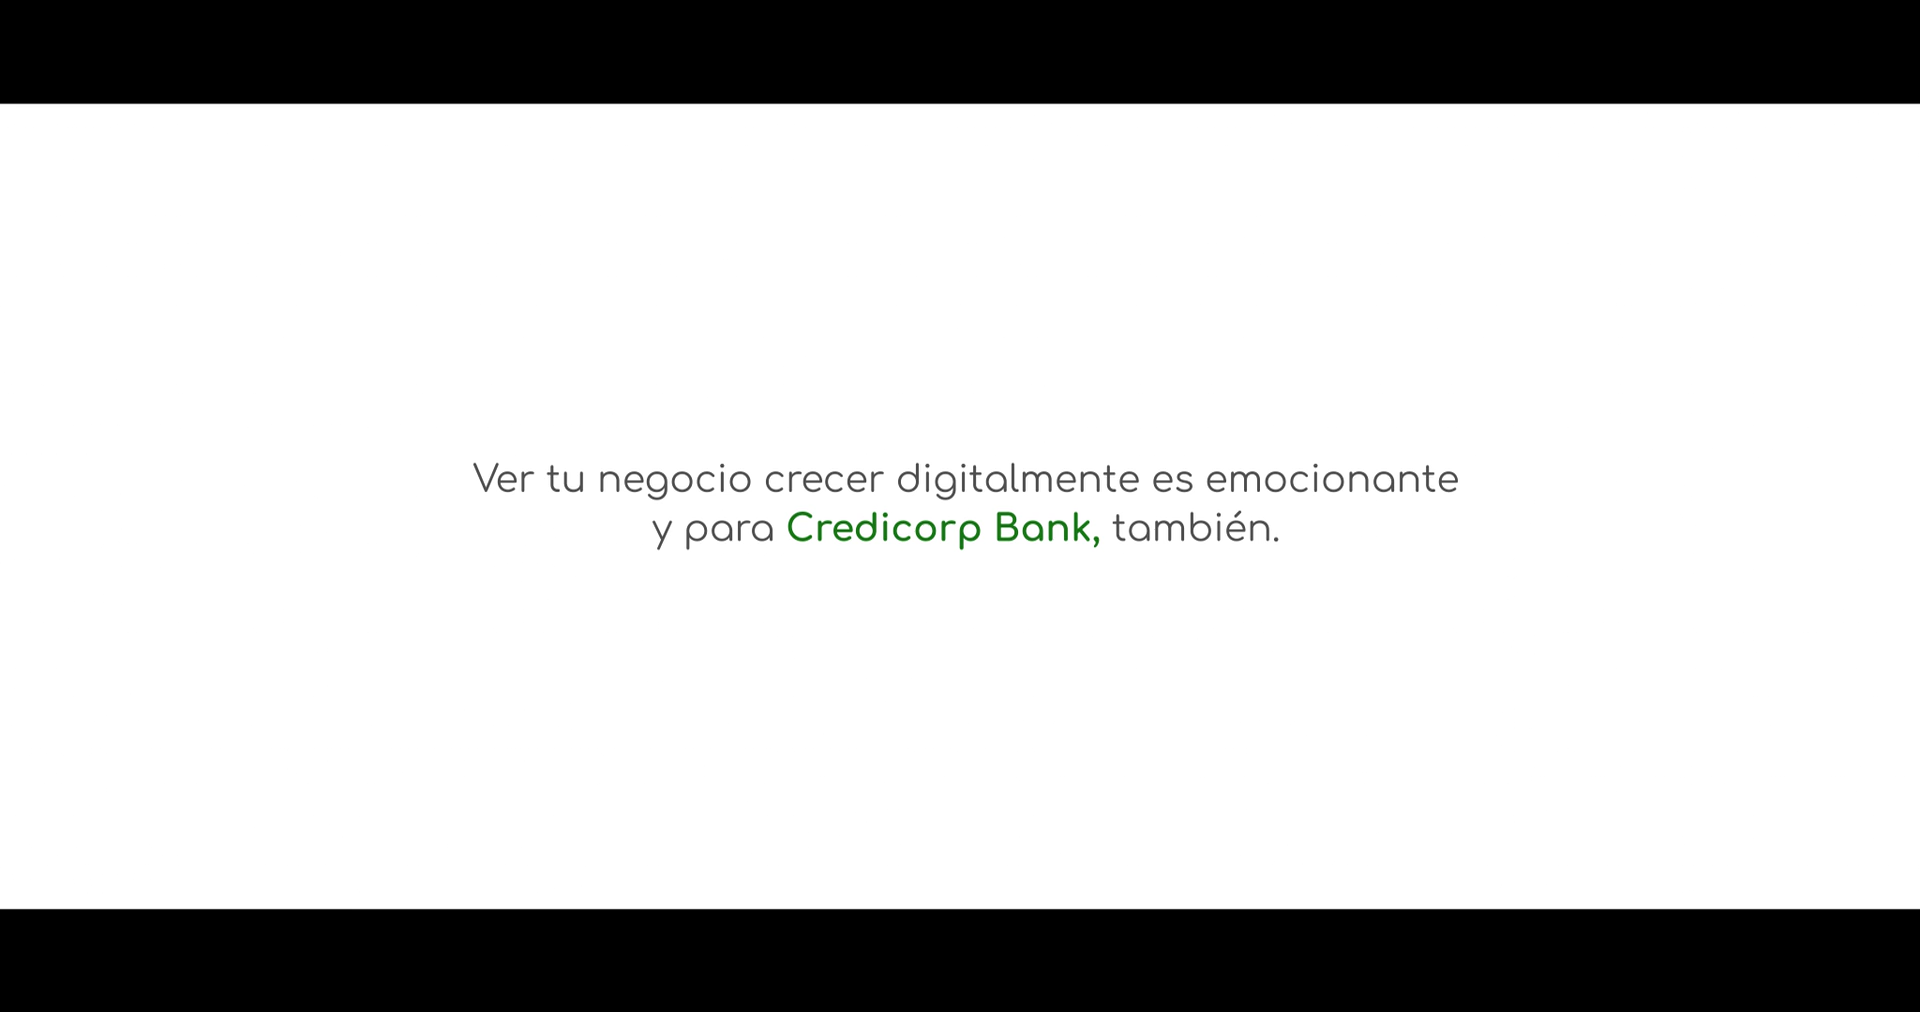 Ver tu negocio crecer digitalmente es emocionante
y para Credicorp Bank, también.